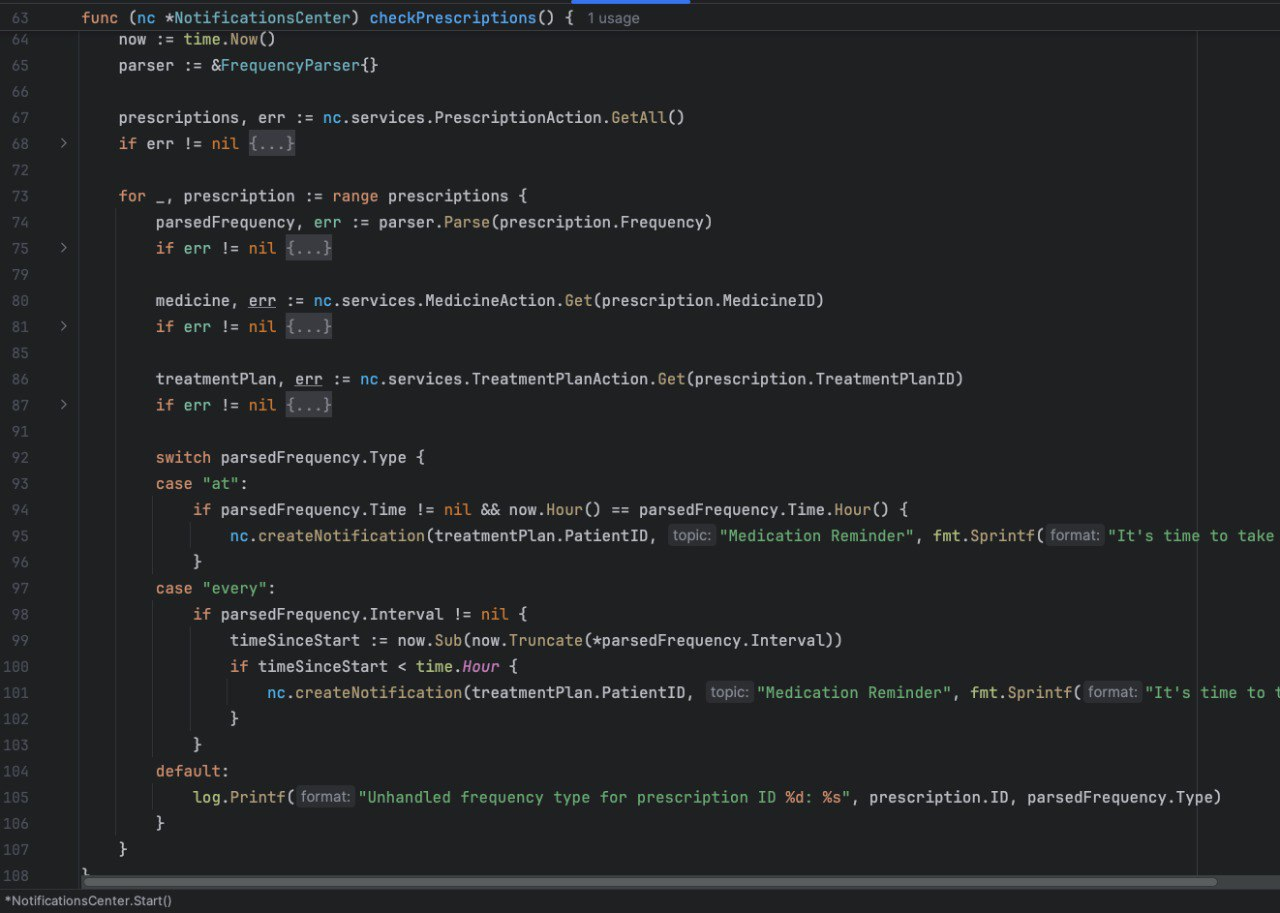 63 func (nc *NotificationsCenter) checkPrescriptions() { 1 usage
64 now := time.Now()
65 parser := &FrequencyParser{}
66
67 prescriptions, err := nc.services.PrescriptionAction.GetAll()
68 if err != nil {...}
72
73 for _, prescription := range prescriptions {
74 parsedFrequency, err := parser.Parse(prescription.Frequency)
75 if err != nil {...}
79
80 medicine, err := nc.services.MedicineAction.Get(prescription.MedicineID)
81 if err != nil {...}
85
86 treatmentPlan, err := nc.services.TreatmentPlanAction.Get(prescription.TreatmentPlanID)
87 if err != nil {...}
91
92 switch parsedFrequency.Type {
93 case "at":
94 if parsedFrequency.Time != nil && now.Hour() == parsedFrequency.Time.Hour() {
95 nc.createNotification(treatmentPlan.PatientID, topic: "Medication Reminder", fmt.Sprintf( format: "It's time to take
96 }
97 case "every":
98 if parsedFrequency.Interval != nil {
99 timeSinceStart := now.Sub(now.Truncate(*parsedFrequency.Interval))
100 if timeSinceStart < time.Hour {
101 nc.createNotification(treatmentPlan.PatientID, topic: "Medication Reminder", fmt.Sprintf( format: "It's time to t
102 }
103 }
104 default:
105 log.Printf( format: "Unhandled frequency type for prescription ID %d: %s", prescription.ID, parsedFrequency.Type)
106 }
107 }
108 }
*NotificationsCenter.Start()